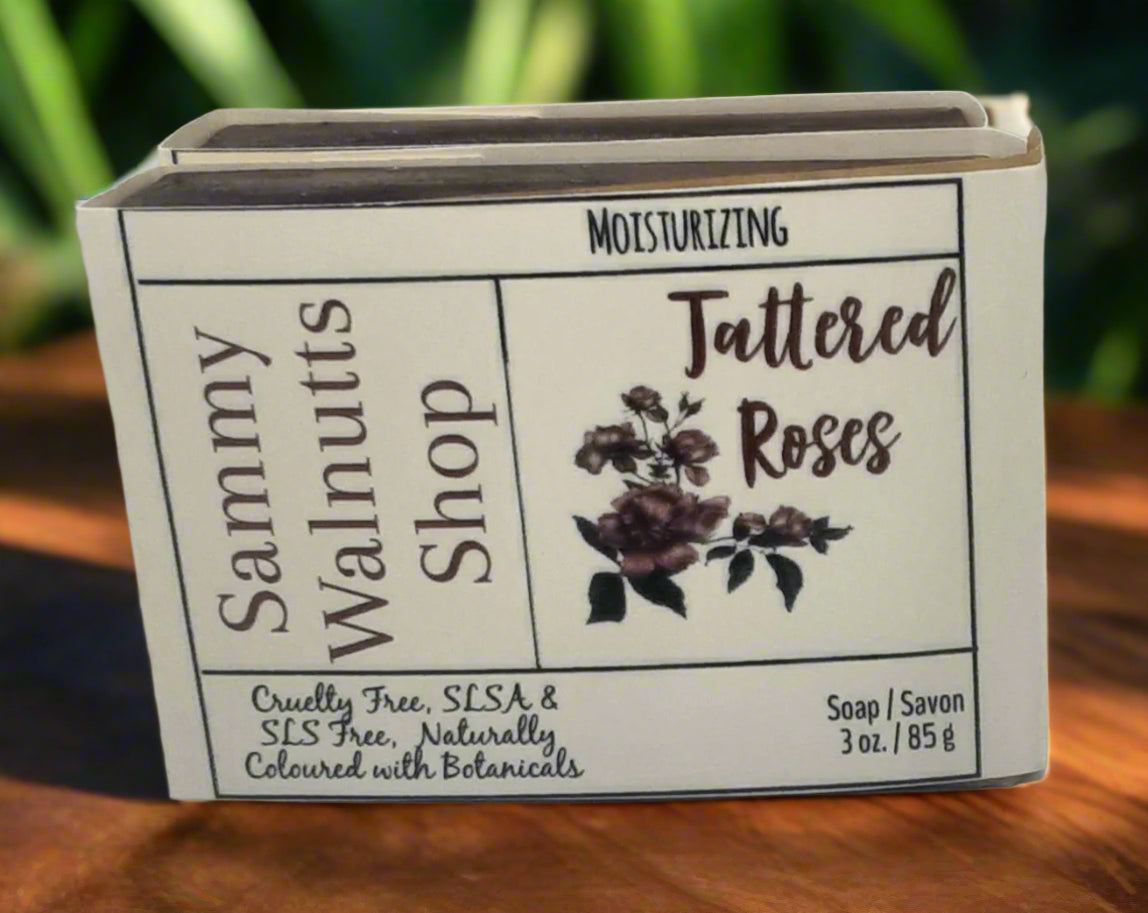 MOISTURIZING
Sammy
Walnutts
Shop
Tattered
Roses
Cruelty Free, SLSA &
SLS Free, Naturally
Coloured with Botanicals
Soap / Savon
3 oz. / 85 g